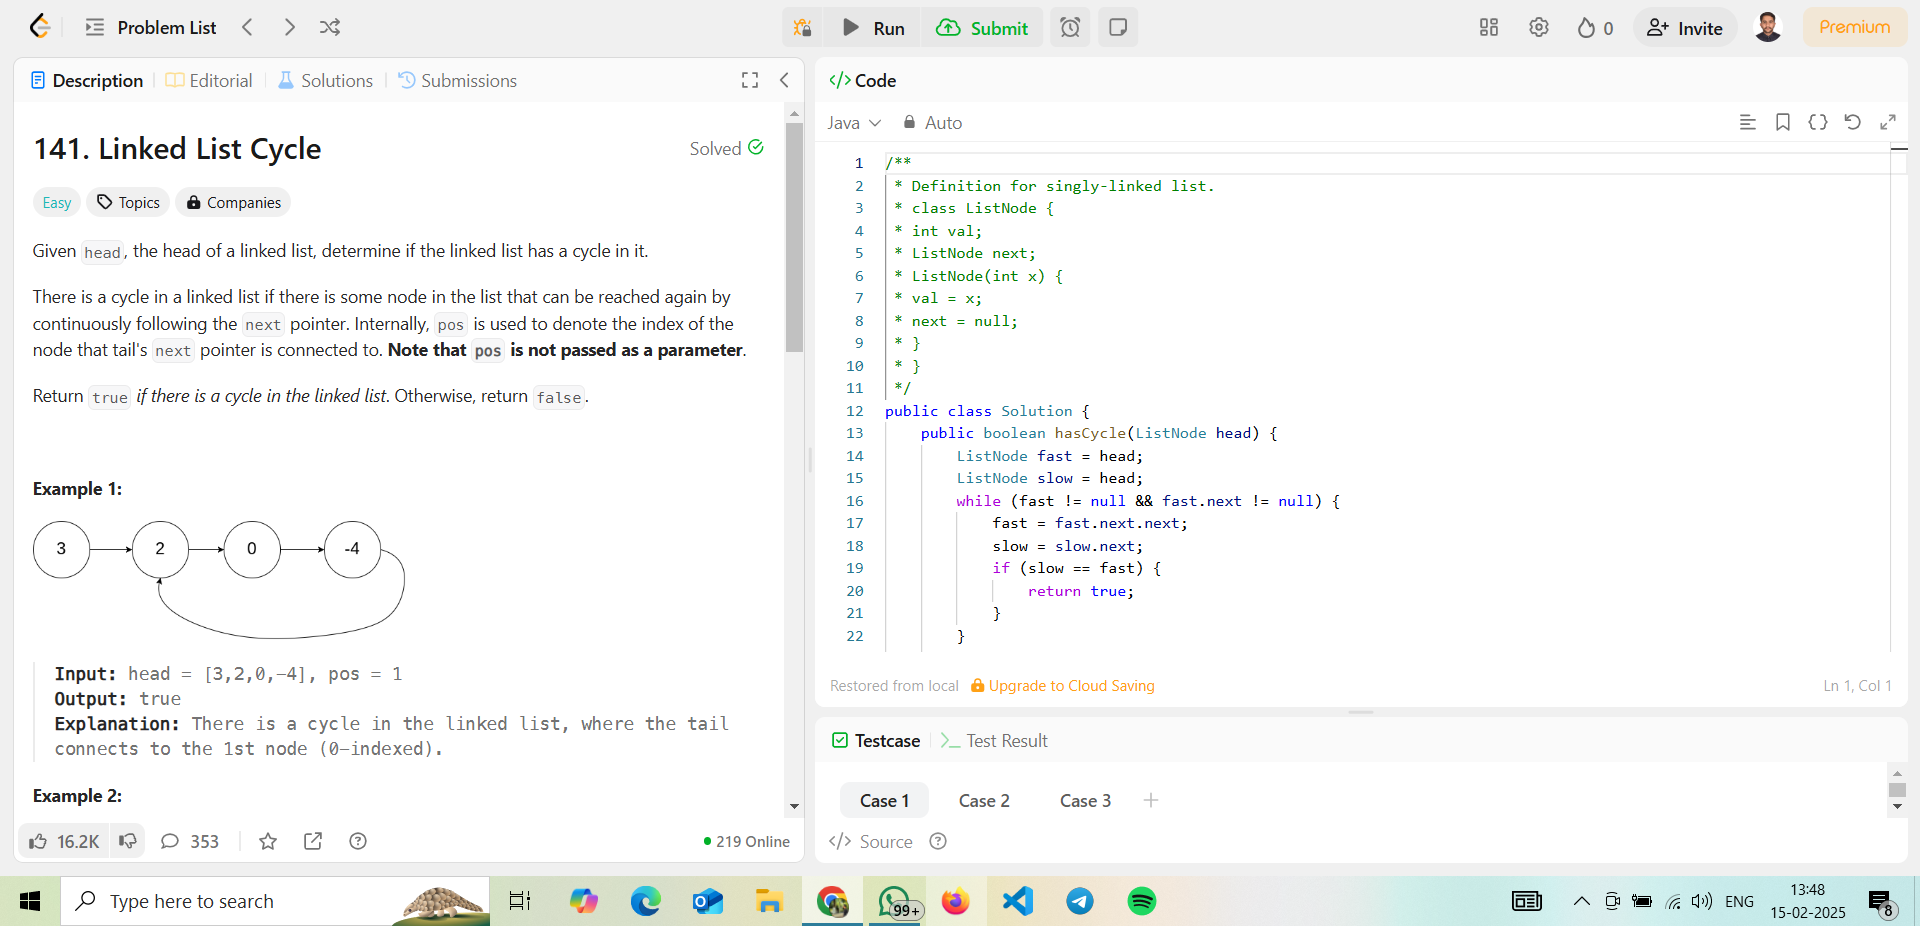 Problem List
Run
Submit
0
Invite
Premium
Description
Editorial
Solutions
Submissions
141. Linked List Cycle
Solved
Easy
Topics
Companies
Given head, the head of a linked list, determine if the linked list has a cycle in it.
There is a cycle in a linked list if there is some node in the list that can be reached again by
continuously following the next pointer. Internally, pos is used to denote the index of the
node that tail's next pointer is connected to. Note that pos is not passed as a parameter.
Return true if there is a cycle in the linked list. Otherwise, return false.
Example 1:
3 2 0 -4
Input: head = [3,2,0,-4], pos = 1
Output: true
Explanation: There is a cycle in the linked list, where the tail
connects to the 1st node (0-indexed).
Example 2:
16.2K
353
219 Online
</> Code
Java
Auto
1 /**
2 * Definition for singly-linked list.
3 * class ListNode {
4 * int val;
5 * ListNode next;
6 * ListNode(int x) {
7 * val = x;
8 * next = null;
9 * }
10 * }
11 */
12 public class Solution {
13 public boolean hasCycle(ListNode head) {
14 ListNode fast = head;
15 ListNode slow = head;
16 while (fast != null && fast.next != null) {
17 fast = fast.next.next;
18 slow = slow.next;
19 if (slow == fast) {
20 return true;
21 }
22 }
Restored from local
Upgrade to Cloud Saving
Ln 1, Col 1
Testcase
Test Result
Case 1
Case 2
Case 3
</> Source
Type here to search
99+
ENG
13:48
15-02-2025
8